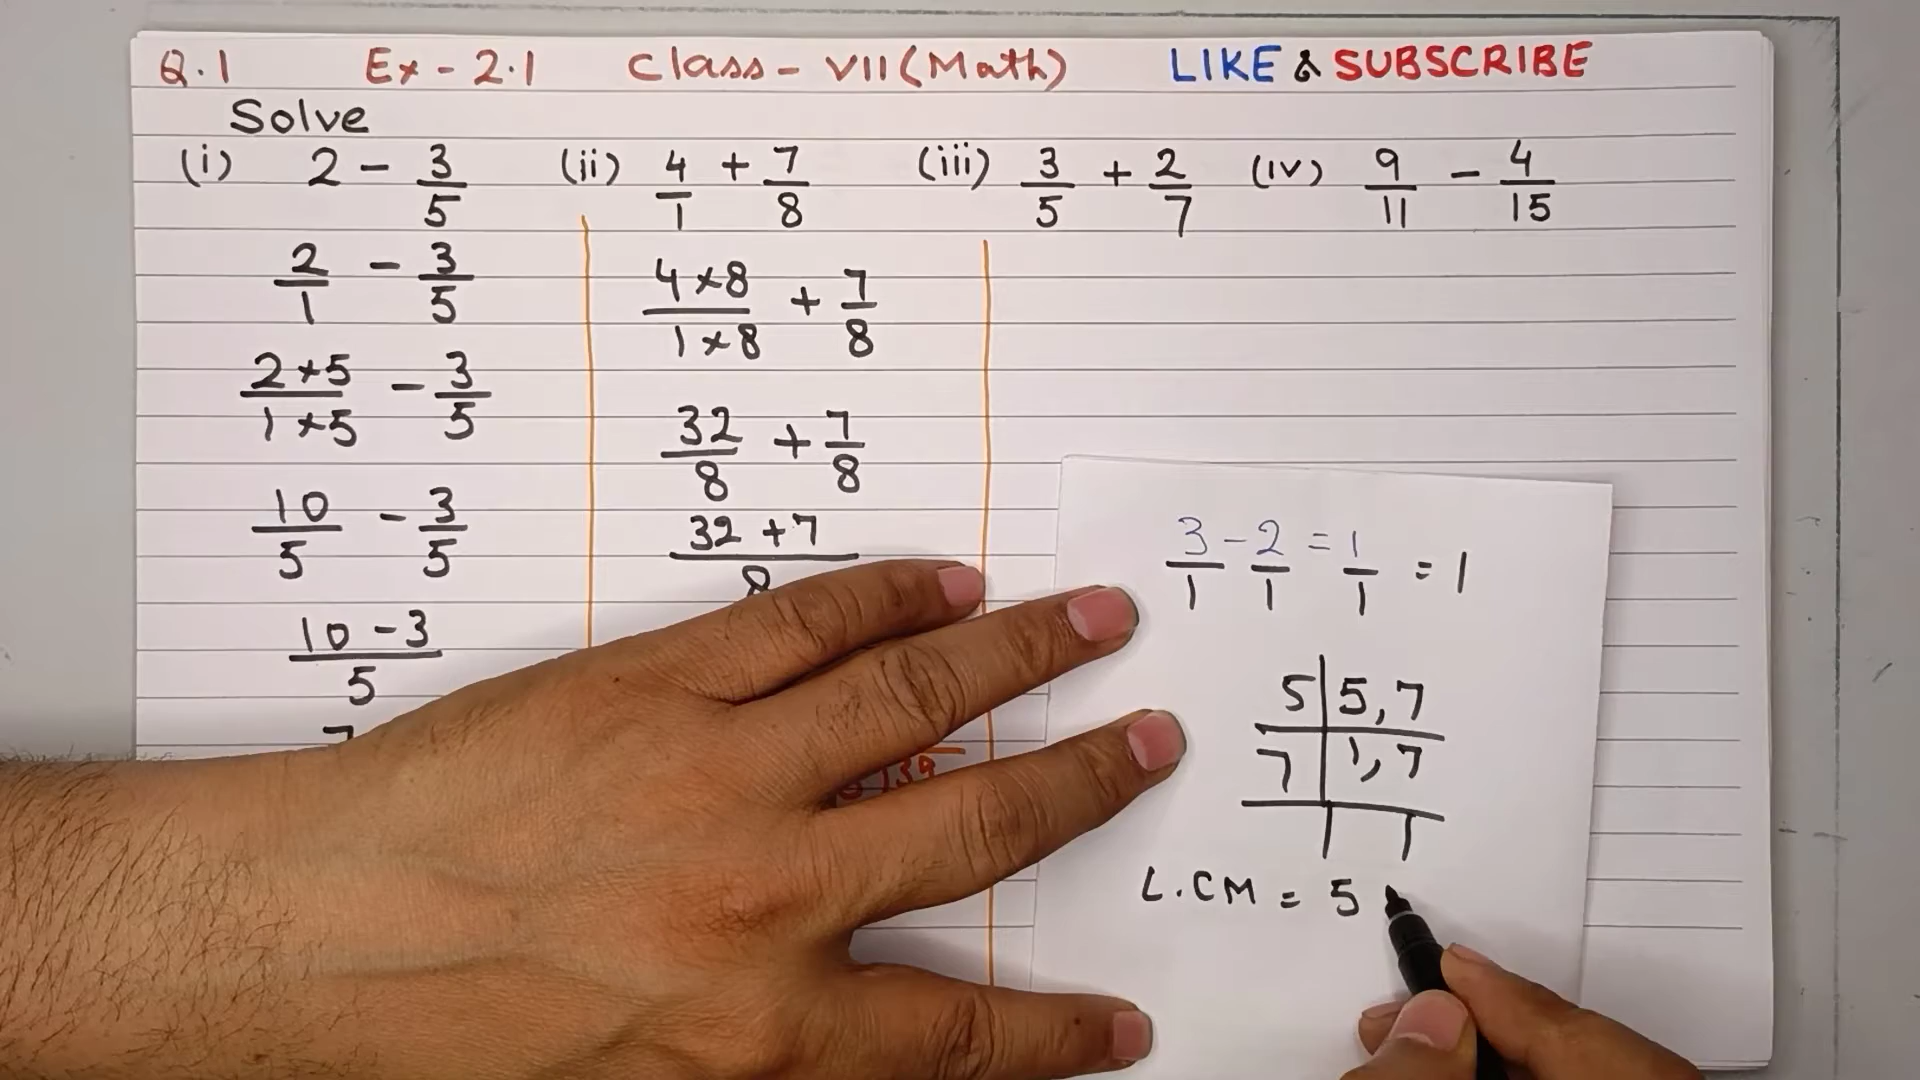 Q.1 Ex-2.1 Class-VII(Math) LIKE & SUBSCRIBE
Solve
(i) 2 - 3/5 (ii) 4/1 + 7/8 (iii) 3/5 + 2/7 (iv) 9/11 - 4/15
2/1 - 3/5
2×5/1×5 - 3/5
10/5 - 3/5
10-3/5
7
4×8/1×8 + 7/8
32/8 + 7/8
32+7/8
39
3/1 - 2/1 = 1/1 = 1
5 | 5, 7
7 | 1, 7
1
L.CM = 5